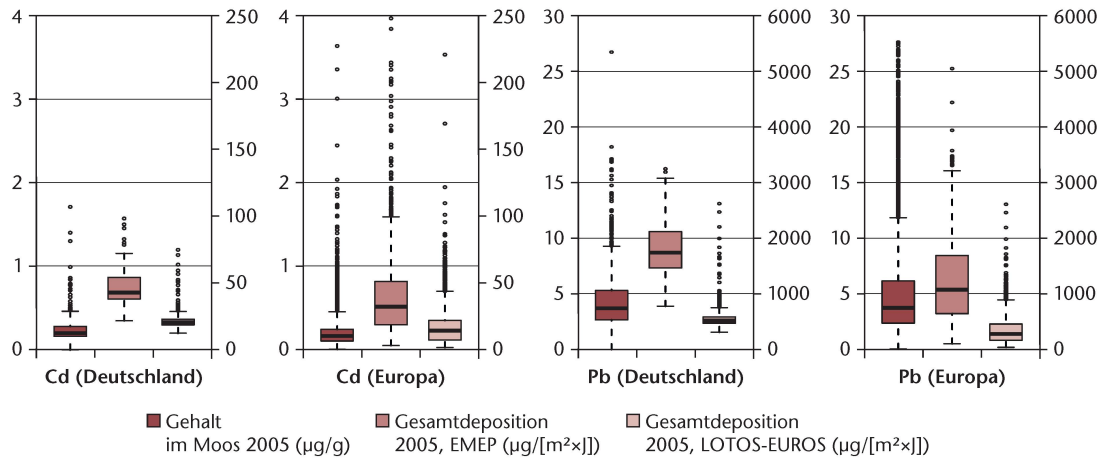 4 250 4 250 30 6000 30 6000
25 5000 25 5000
200 200
3 3
20 4000 20 4000
150 150
2 2 15 3000 15 3000
100 100
10 2000 10 2000
1 1
50 50 5 1000 5 1000
0 0 0 0 0 0 0 0
Cd (Deutschland) Cd (Europa) Pb (Deutschland) Pb (Europa)
Gehalt Gesamtdeposition Gesamtdeposition
im Moos 2005 (µg/g) 2005, EMEP (µg/[m²×J]) 2005, LOTOS-EUROS (µg/[m²×J])